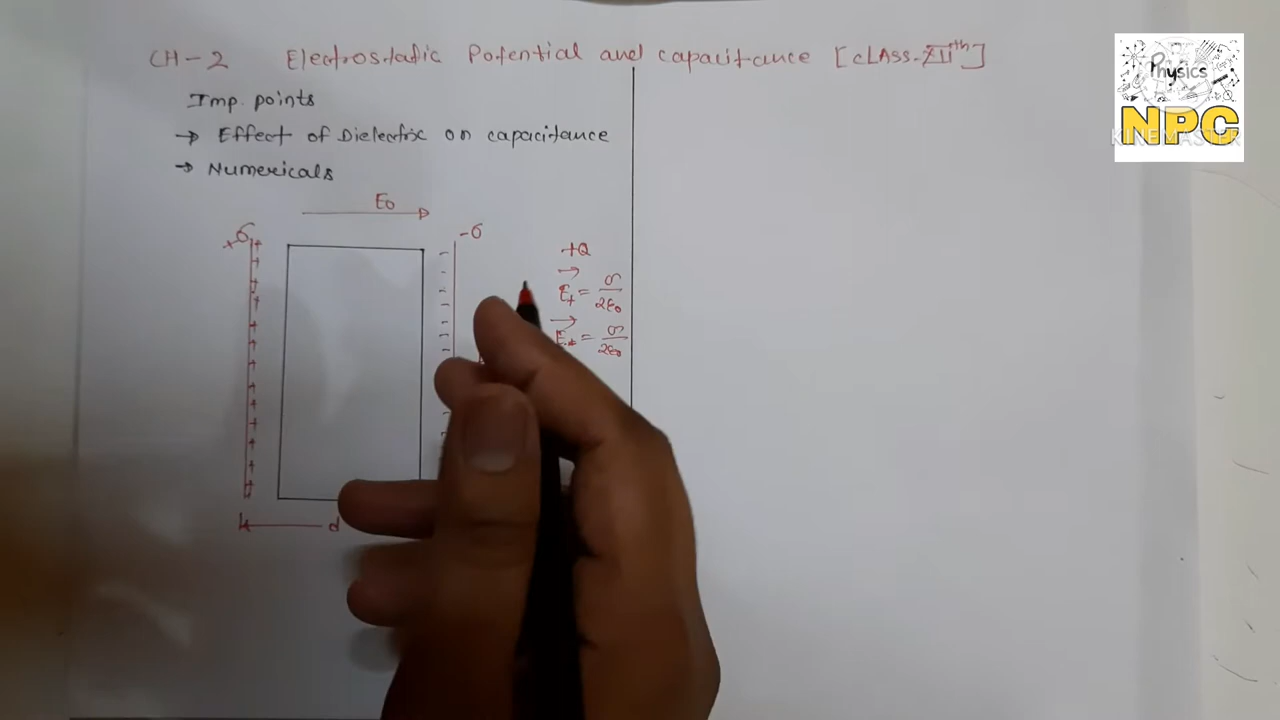 CH-2 Electrostatic Potential and capacitance [CLASS-XIIth]
Imp. points
→ Effect of Dielectric on capacitance
→ Numericals
E0
+σ
-σ
+Q
E+ = σ/2ε0
= σ/2ε0
d
Physics
NPC
KINEMASTER